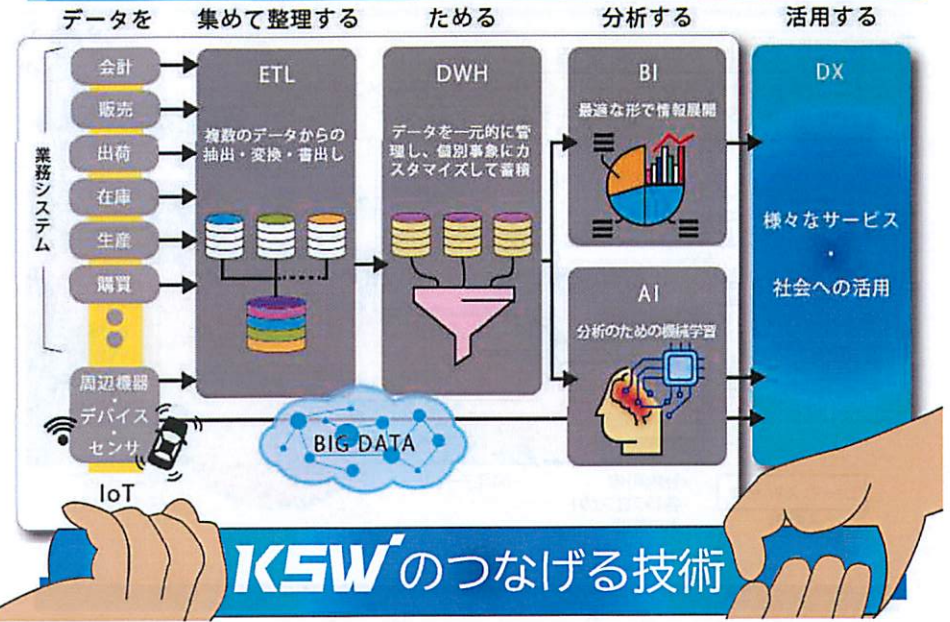 データを
集めて整理する
ためる
分析する
活用する
業務システム
会計
販売
出荷
在庫
生産
購買
周辺機器
・
デバイス
・
センサ
IoT
ETL
複数のデータからの
抽出・変換・書出し
DWH
データを一元的に管
理し、個別事象にカ
スタマイズして蓄積
BI
最適な形で情報展開
AI
分析のための機械学習
DX
様々なサービス
・
社会への活用
BIG DATA
KSWのつなげる技術